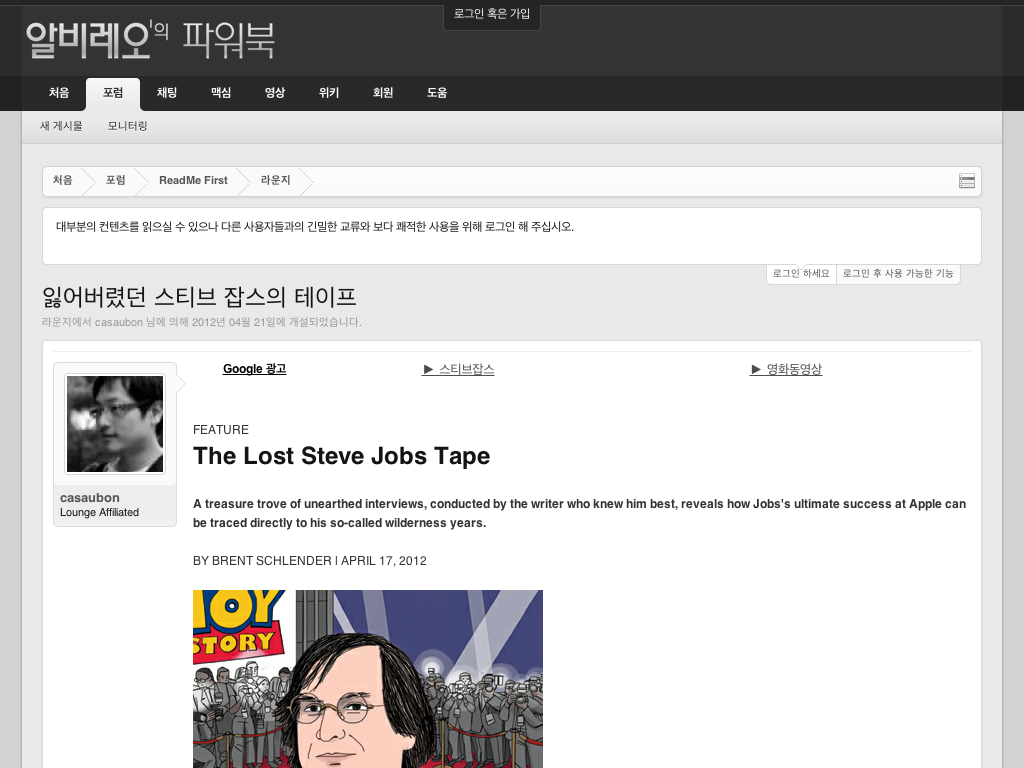 로그인 혹은 가입
알비레오의 파워북
처음 포럼 채팅 맥심 영상 위키 회원 도움
새 게시물 모니터링
처음 포럼 ReadMe First 라운지
대부분의 컨텐츠를 읽으실 수 있으나 다른 사용자들과의 긴밀한 교류와 보다 쾌적한 사용을 위해 로그인 해 주십시오.
로그인 하세요 로그인 후 사용 가능한 기능
잃어버렸던 스티브 잡스의 테이프
라운지에서 casaubon 님에 의해 2012년 04월 21일에 개설되었습니다.
Google 광고 ▶ 스티브잡스 ▶ 영화동영상
casaubon
Lounge Affiliated
FEATURE
The Lost Steve Jobs Tape
A treasure trove of unearthed interviews, conducted by the writer who knew him best, reveals how Jobs's ultimate success at Apple can
be traced directly to his so-called wilderness years.
BY BRENT SCHLENDER | APRIL 17, 2012
TOY
STORY